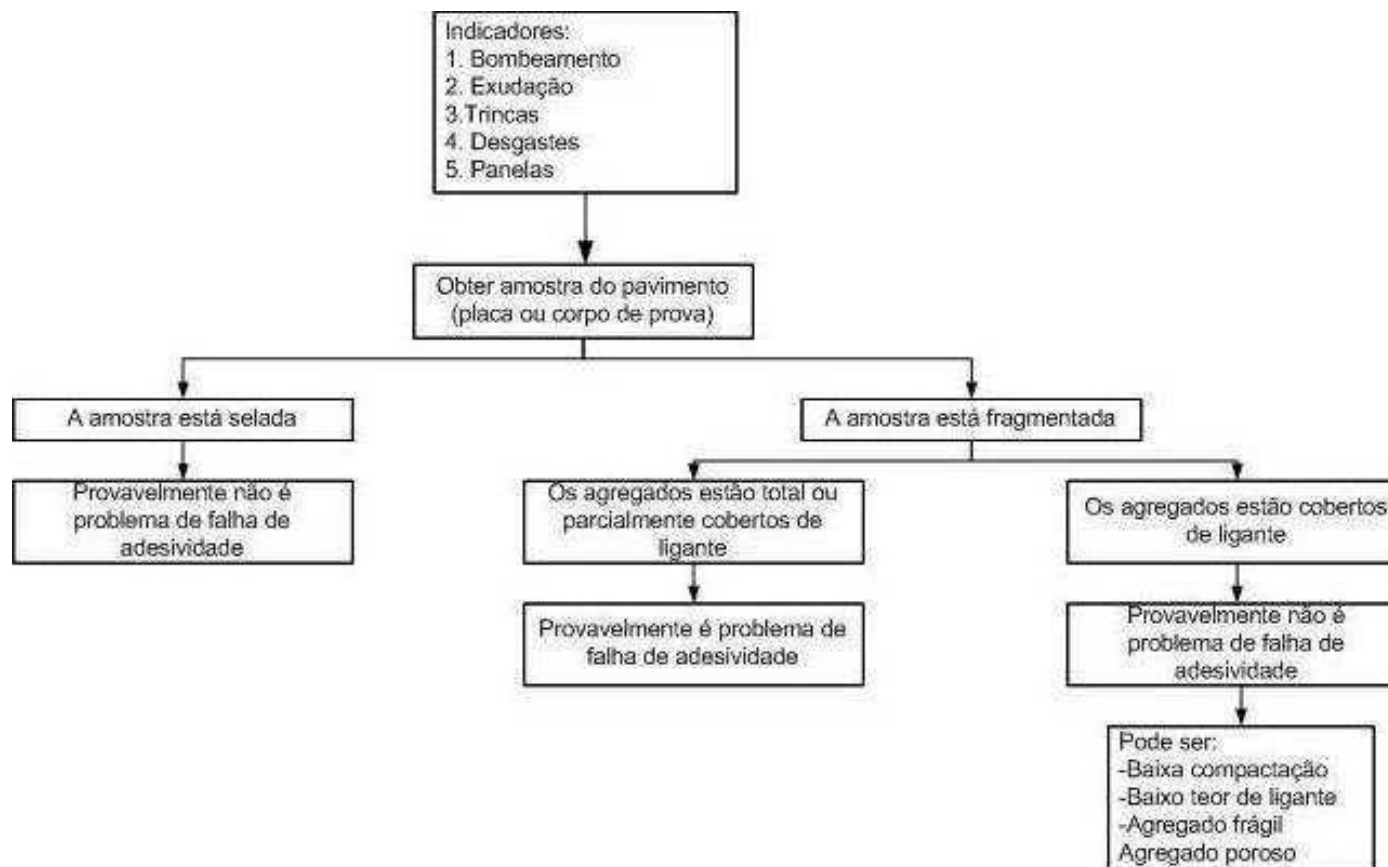 Indicadores:
1. Bombeamento
2. Exudação
3.Trincas
4. Desgastes
5. Panelas
Obter amostra do pavimento
(placa ou corpo de prova)
A amostra está selada
A amostra está fragmentada
Provavelmente não é
problema de falha de
adesividade
Os agregados estão total ou
parcialmente cobertos de
ligante
Os agregados estão cobertos
de ligante
Provavelmente é problema de
falha de adesividade
Provavelmente não é
problema de falha de
adesividade
Pode ser:
-Baixa compactação
-Baixo teor de ligante
-Agregado frágil
Agregado poroso